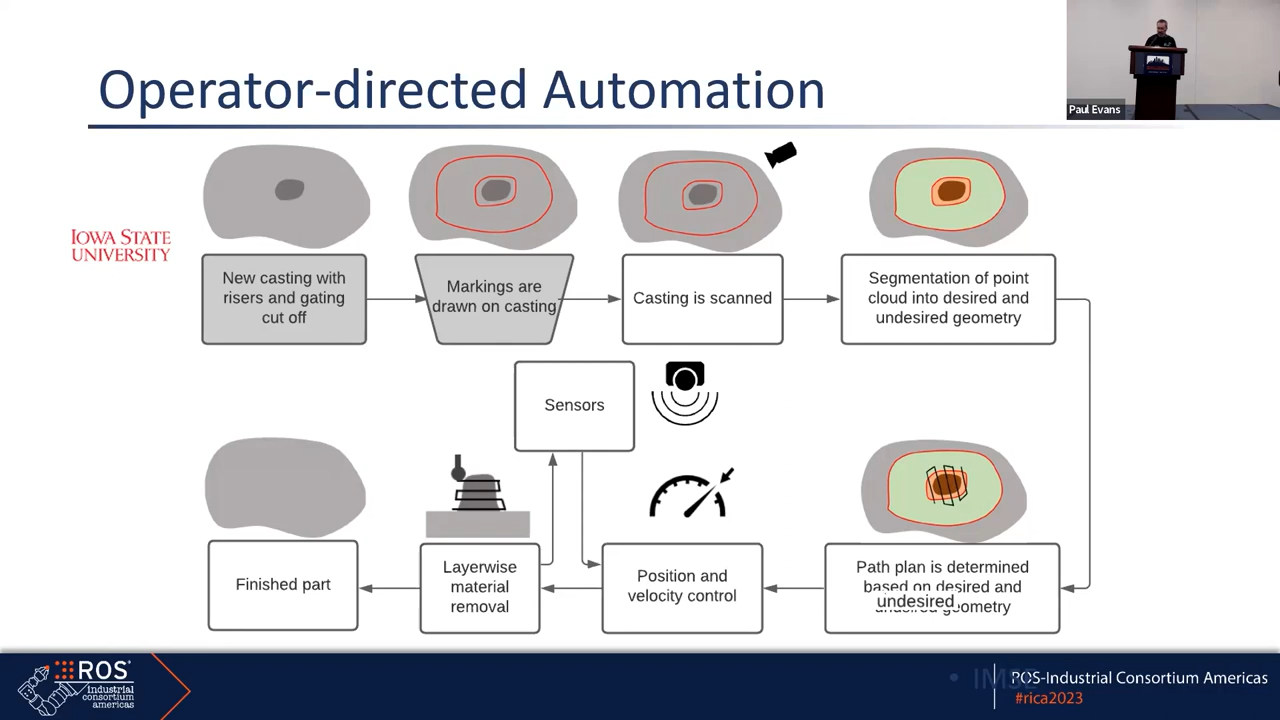 Operator-directed Automation
Paul Evans
IOWA STATE
UNIVERSITY
New casting with
risers and gating
cut off
Markings are
drawn on casting
Casting is scanned
Segmentation of point
cloud into desired and
undesired geometry
Sensors
Finished part
Layerwise
material
removal
Position and
velocity control
Path plan is determined
based on desired and
undesired
undesired geometry
ROS
industrial
consortium
americas
ROS-Industrial Consortium Americas
#rica2023